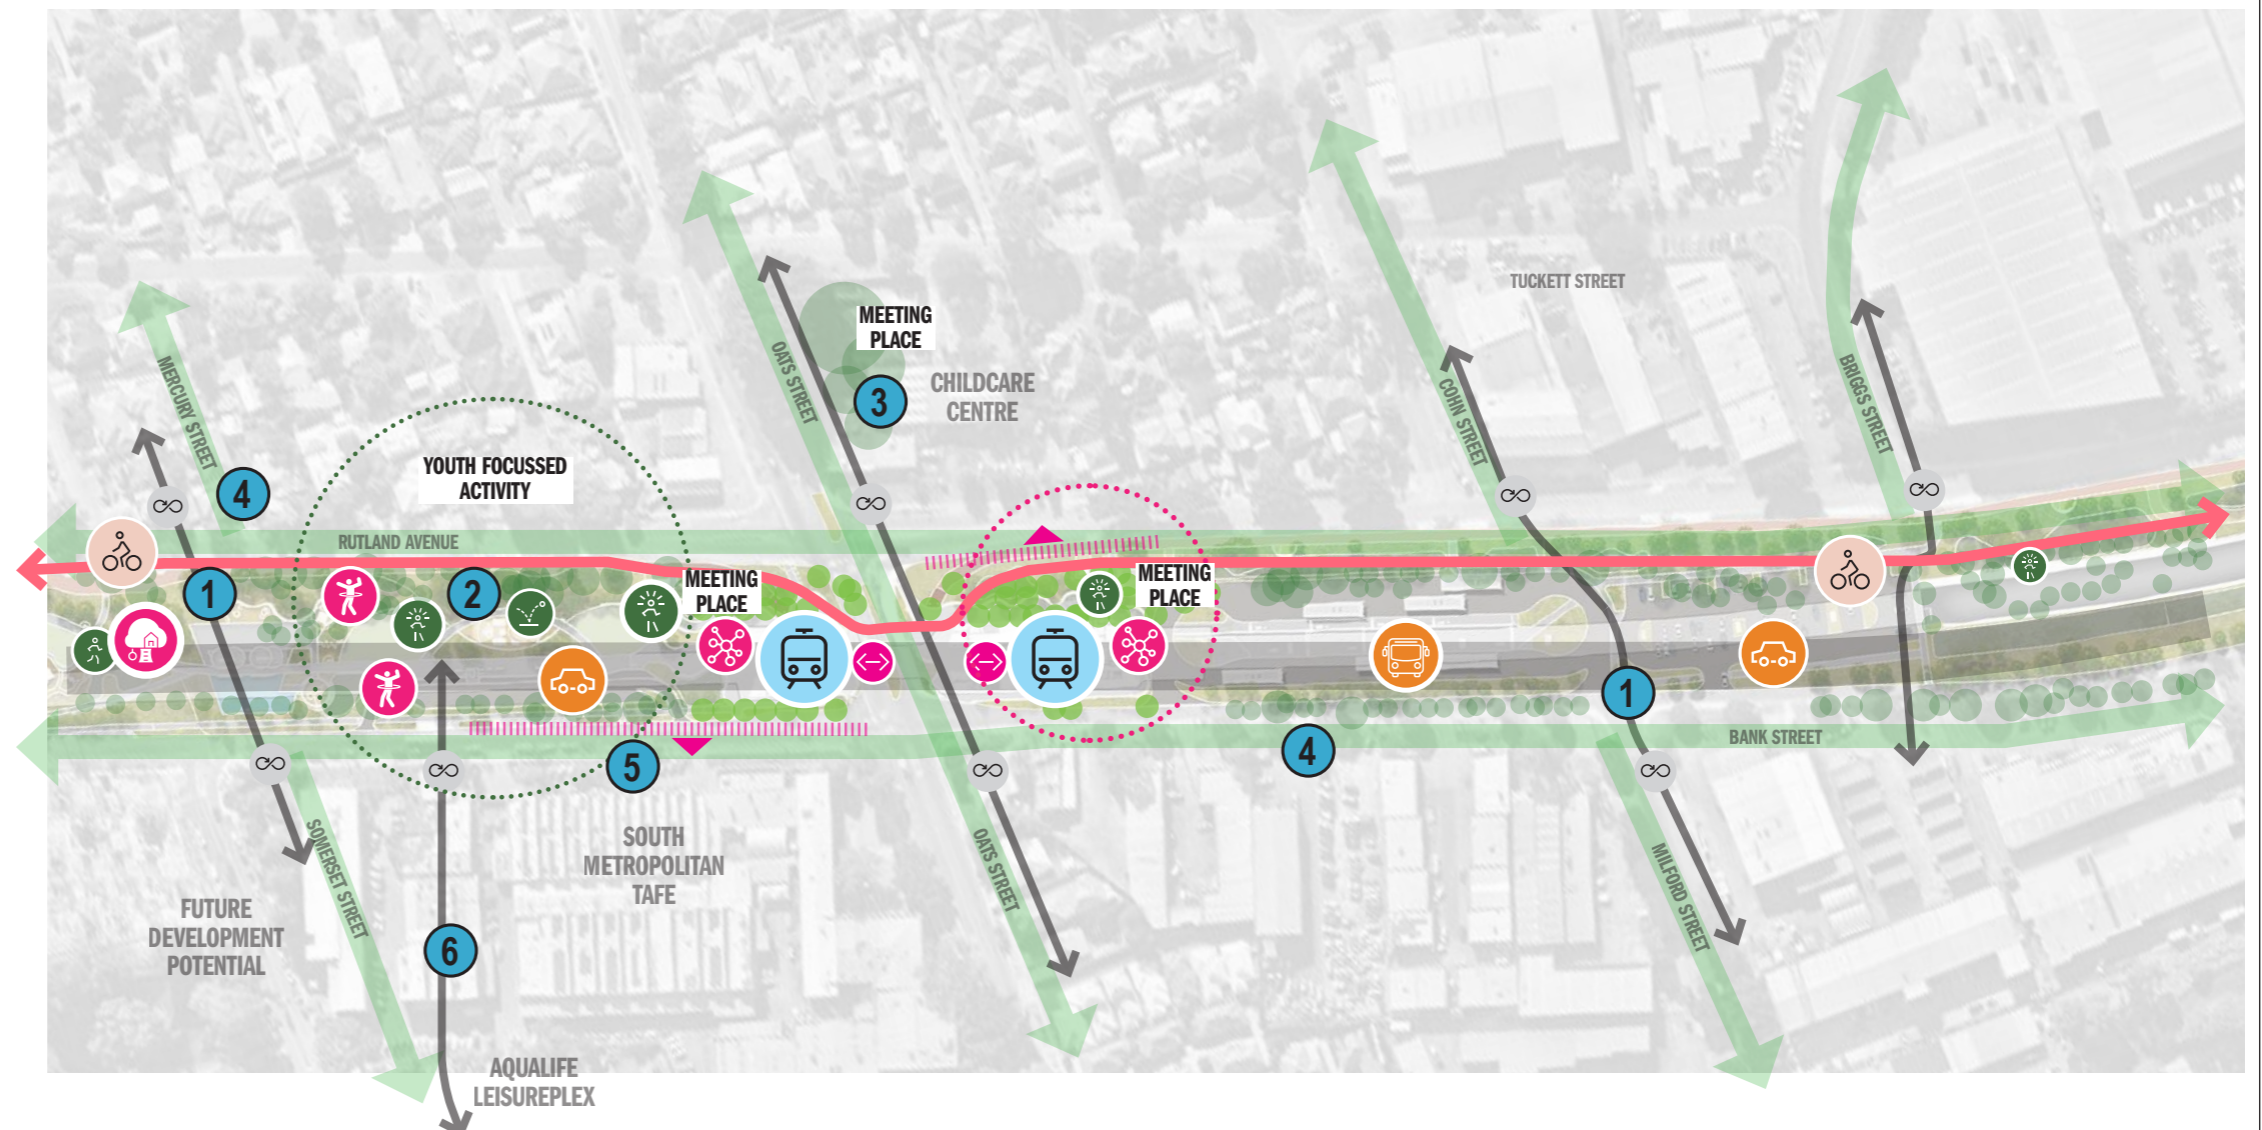 TUCKETT STREET
MEETING
PLACE
MERCURY STREET
OATS STREET
BRIGGS STREET
3
CHILDCARE
CENTRE
COHN STREET
YOUTH FOCUSSED
ACTIVITY
4
RUTLAND AVENUE
1
2
MEETING
PLACE
MEETING
PLACE
1
BANK STREET
4
5
SOMERSET STREET
SOUTH
METROPOLITAN
TAFE
OATS STREET
MILFORD STREET
FUTURE
DEVELOPMENT
POTENTIAL
6
AQUALIFE
LEISUREPLEX